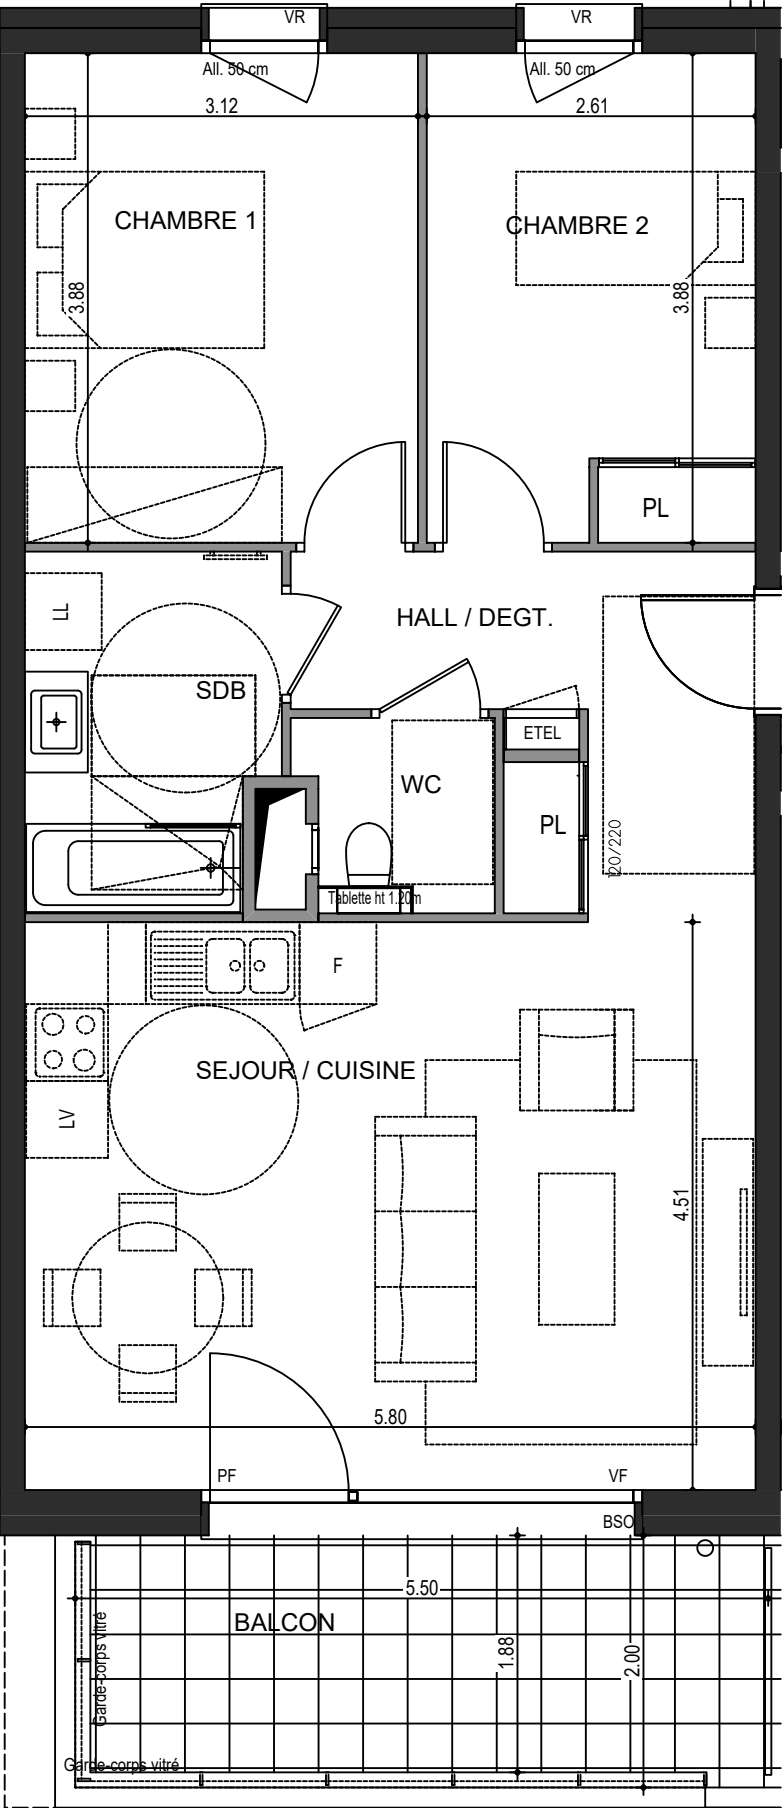 VR
VR
All. 50 cm
All. 50 cm
3.12
2.61
CHAMBRE 1
CHAMBRE 2
3.88
3.88
PL
LL
HALL / DEGT.
SDB
ETEL
WC
PL
120/220
Tablette ht 1.20m
F
SEJOUR / CUISINE
LV
4.51
5.80
PF
VF
BSO
5.50
BALCON
1.88
2.00
Garde-corps vitré
Garde-corps vitré